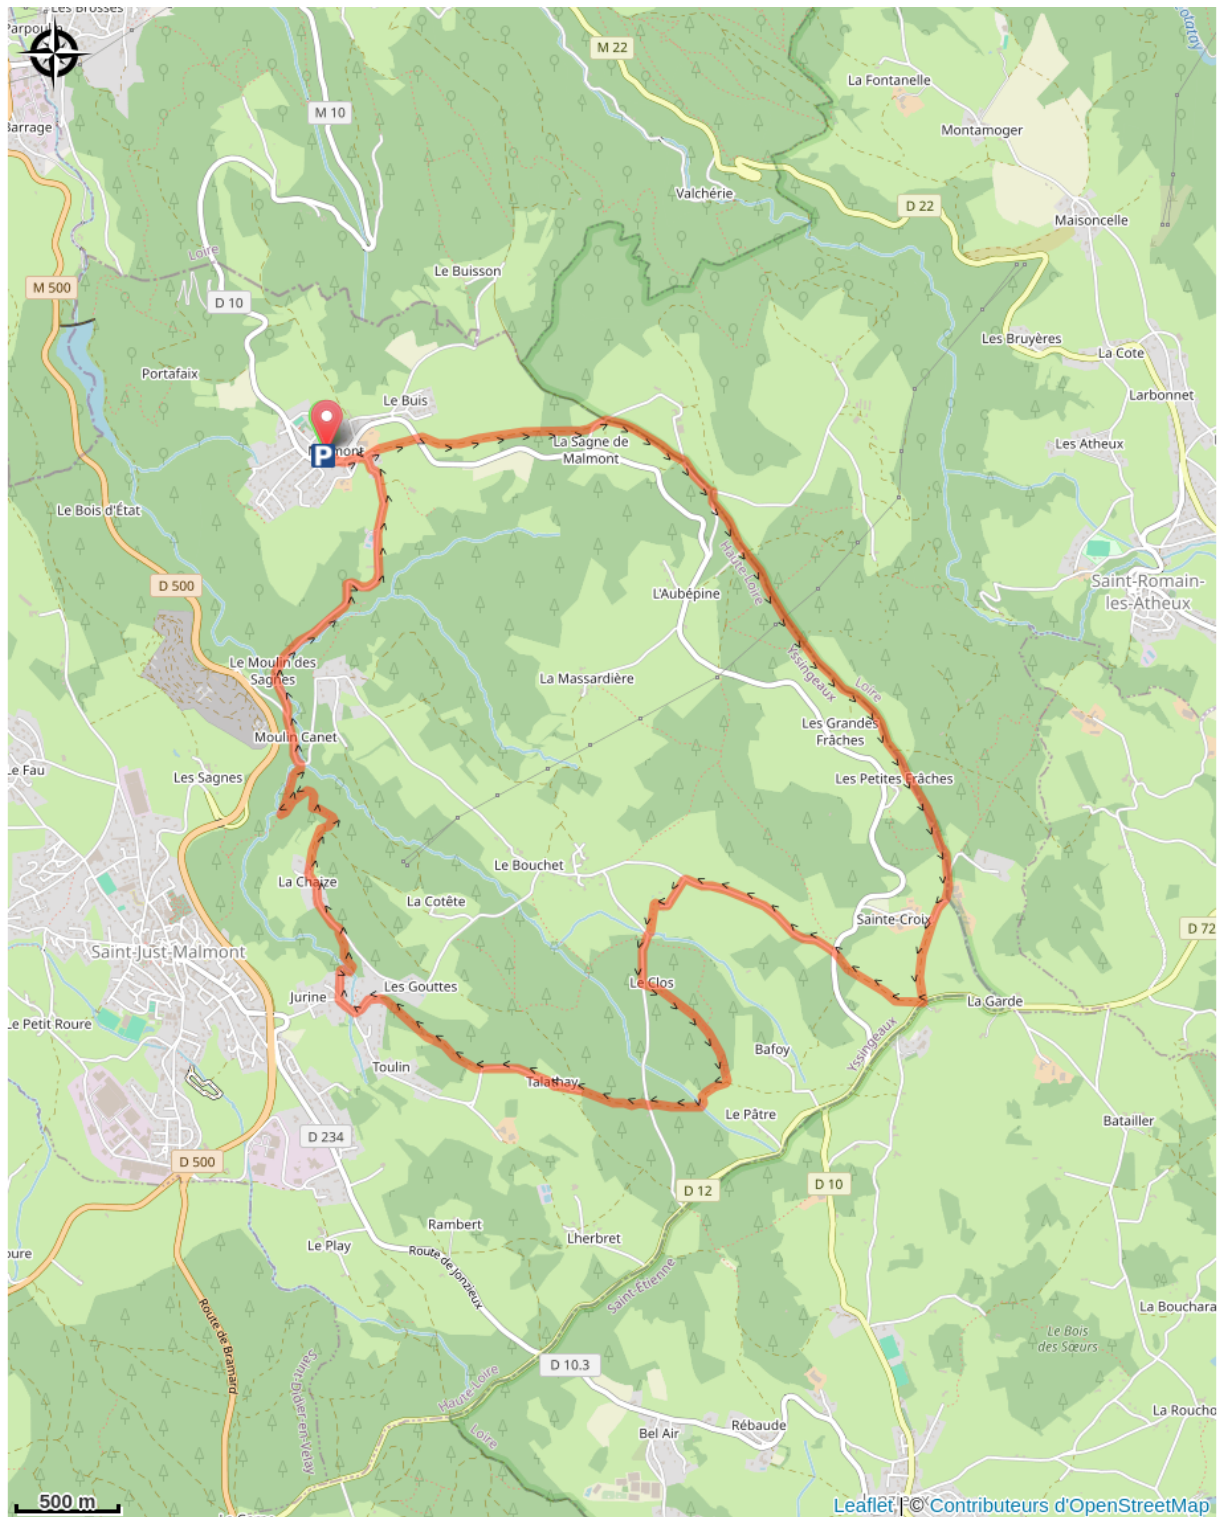 Les Brosses
M 22
La Fontanelle
M 10
Barrage
Montamoger
Valchérie
D 22
Maisoncelle
Loire
Le Buisson
M 500
D 10
Les Bruyères
La Cote
Portafaix
Larbonnet
Le Buis
Les Atheux
P
La Sagne de
Malmont
Le Bois d'État
Haute-Loire
D 500
L'Aubépine
Saint-Romain-
les-Atheux
Le Moulin des
Sagnes
La Massardière
Yssingeaux
Loire
Les Grandes
Frâches
Moulin Canet
Le Fau
Les Sagnes
Les Petites Frâches
Le Bouchet
La Chaize
La Cotête
Sainte-Croix
D 72
Saint-Just-Malmont
Le Clos
Les Gouttes
Jurine
La Garde
Le Petit Roure
Yssingeaux
Bafoy
Toulin
Talathay
Le Pâtre
Batailler
D 234
D 500
D 10
D 12
Rambert
Lherbret
Le Play
Route de Jonzieux
Saint-Étienne
La Bouchara
Route de Bramard
Le Bois
des Sœurs
D 10.3
Saint-Didier-en-Velay
Haute-Loire
Loire
La Roucho
Rébaude
Bel Air
500 m
Leaflet | © Contributeurs d'OpenStreetMap